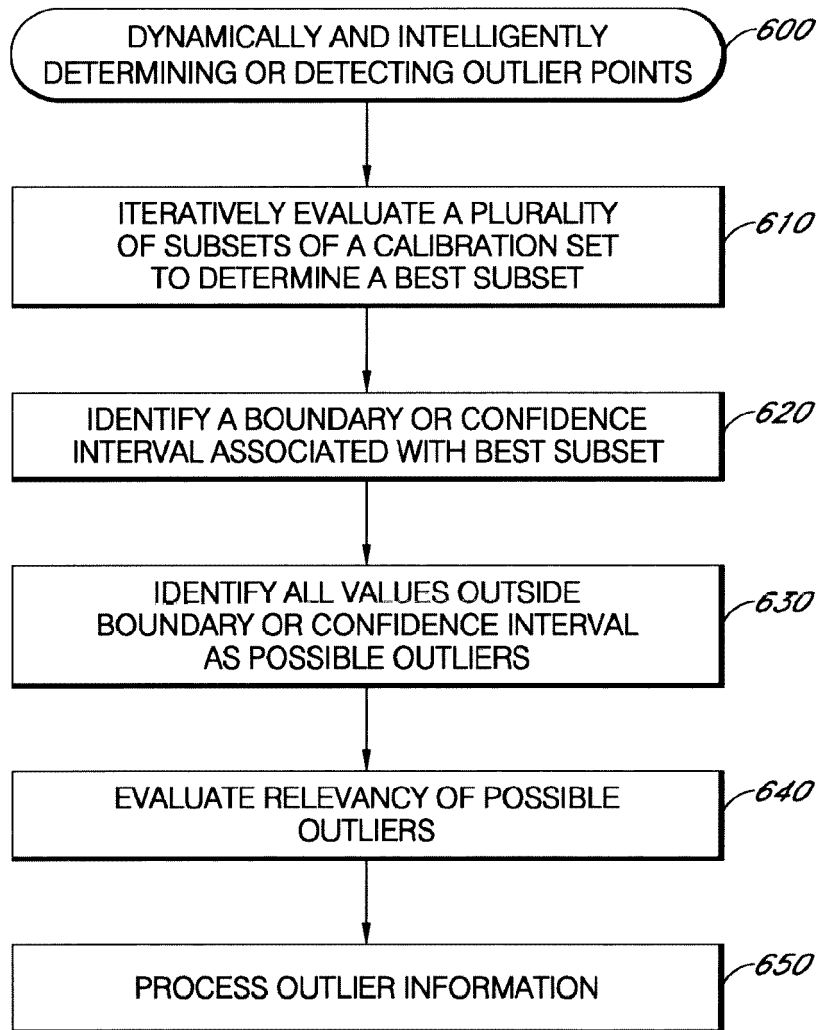 DYNAMICALLY AND INTELLIGENTLY
DETERMINING OR DETECTING OUTLIER POINTS
600
ITERATIVELY EVALUATE A PLURALITY
OF SUBSETS OF A CALIBRATION SET
TO DETERMINE A BEST SUBSET
610
IDENTIFY A BOUNDARY OR CONFIDENCE
INTERVAL ASSOCIATED WITH BEST SUBSET
620
IDENTIFY ALL VALUES OUTSIDE
BOUNDARY OR CONFIDENCE INTERVAL
AS POSSIBLE OUTLIERS
630
EVALUATE RELEVANCY OF POSSIBLE
OUTLIERS
640
PROCESS OUTLIER INFORMATION
650